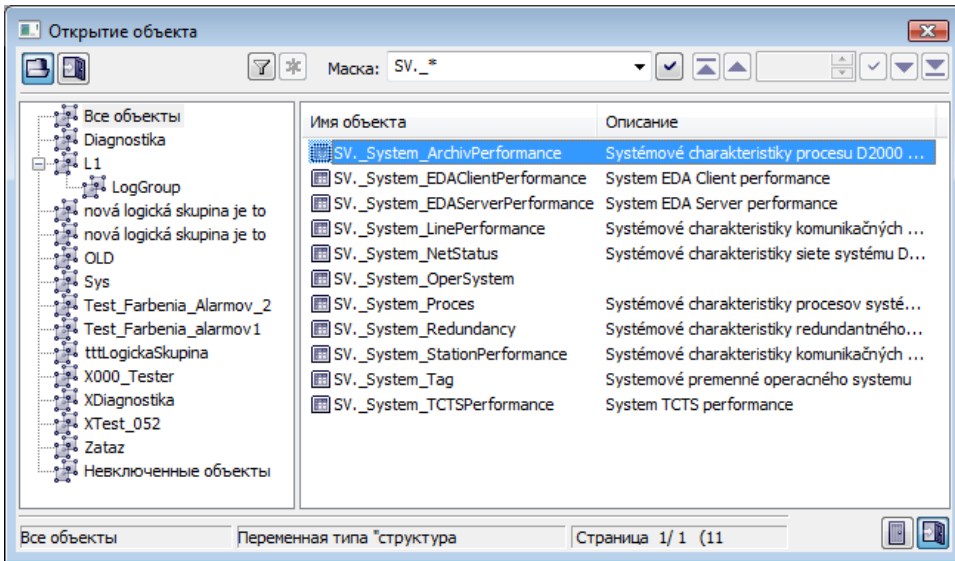 Открытие объекта
Маска: SV._*
Все объекты
Diagnostika
L1
LogGroup
nová logická skupina je to
nová logická skupina je to
OLD
Sys
Test_Farbenia_Alarmov_2
Test_Farbenia_alarmov1
tttLogickaSkupina
X000_Tester
XDiagnostika
XTest_052
Zataz
Невключенные объекты
Имя объекта Описание
SV._System_ArchivPerformance Systémové charakteristiky procesu D2000 ...
SV._System_EDAClientPerformance System EDA Client performance
SV._System_EDAServerPerformance System EDA Server performance
SV._System_LinePerformance Systémové charakteristiky komunikačných ...
SV._System_NetStatus Systémové charakteristiky siete systému D...
SV._System_OperSystem
SV._System_Proces Systémové charakteristiky procesov systé...
SV._System_Redundancy Systémové charakteristiky redundantného...
SV._System_StationPerformance Systémové charakteristiky komunikačných ...
SV._System_Tag Systemové premenné operacného systemu
SV._System_TCTSPerformance System TCTS performance
Все объекты Переменная типа "структура Страница 1/ 1 (11